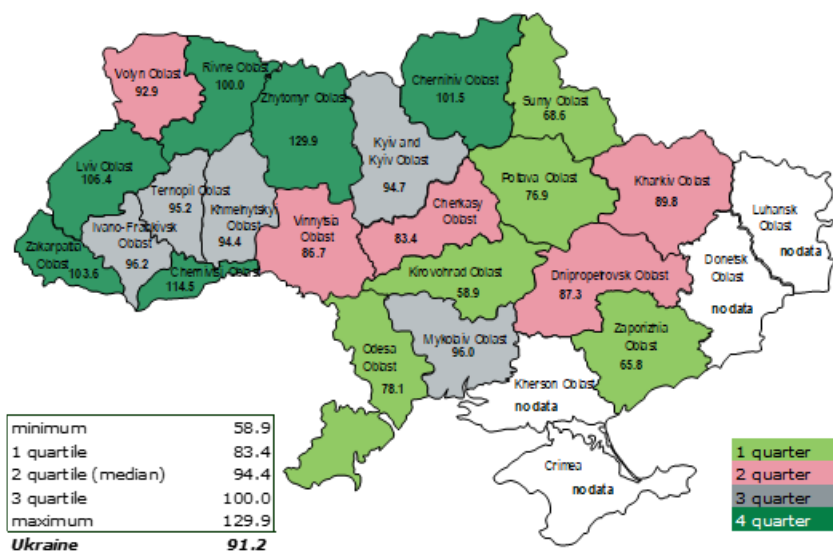 Volyn Oblast
92.9
Rivne Oblast
100.0
Zhytomyr Oblast
129.9
Chernihiv Oblast
101.5
Sumy Oblast
68.6
Kyiv and
Kyiv Oblast
94.7
Lviv Oblast
106.4
Ternopil Oblast
95.2
Khmelnytsky
Oblast
94.4
Poltava Oblast
76.9
Kharkiv Oblast
89.8
Luhansk
Oblast
no data
Ivano-Frankivsk
Oblast
96.2
Zakarpattia
Oblast
103.6
Chernivtsi Oblast
114.5
Vinnytsia
Oblast
86.7
Cherkasy
Oblast
83.4
Kirovohrad Oblast
58.9
Dnipropetrovsk Oblast
87.3
Donetsk
Oblast
no data
Odesa
Oblast
78.1
Mykolaiv Oblast
96.0
Zaporizhia
Oblast
65.8
Kherson Oblast
no data
Crimea
no data
minimum 58.9
1 quartile 83.4
2 quartile (median) 94.4
3 quartile 100.0
maximum 129.9
Ukraine 91.2
1 quarter
2 quarter
3 quarter
4 quarter